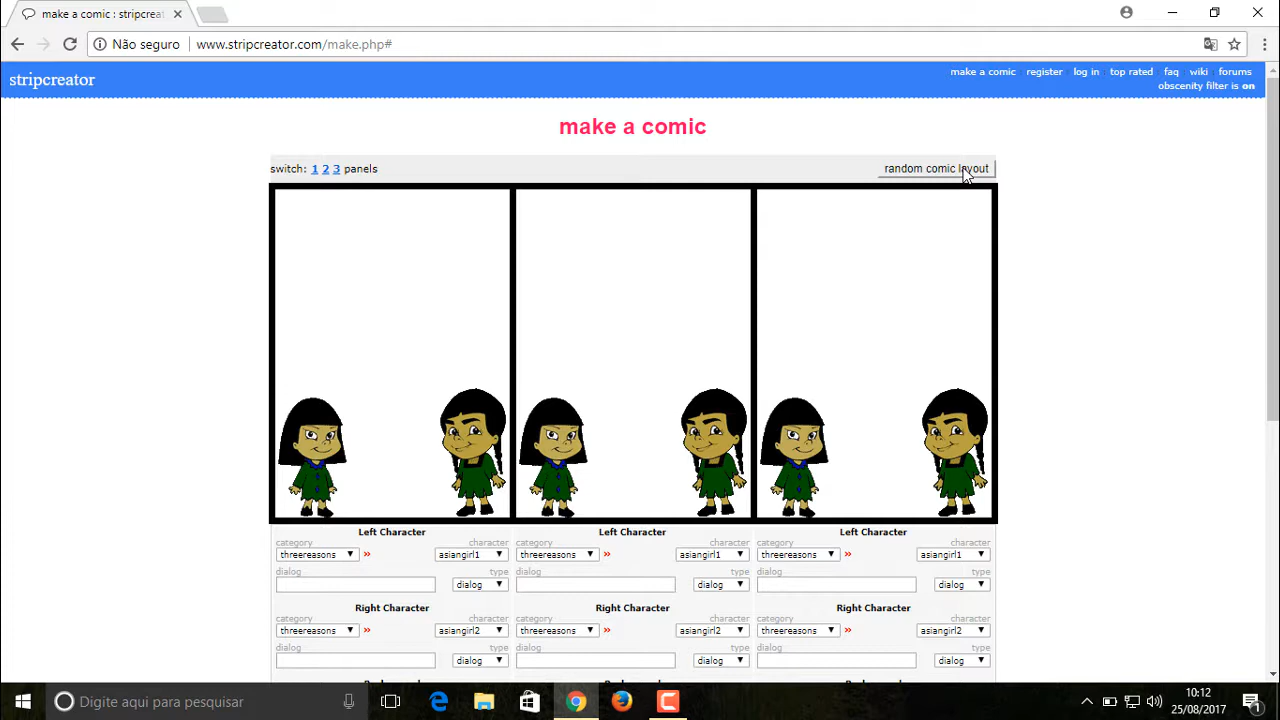 make a comic : stripcreat
Não seguro
www.stripcreator.com/make.php#
stripcreator
make a comic register log in top rated faq wiki forums
obscenity filter is on
make a comic
switch: 1 2 3 panels
random comic layout
Left Character Left Character Left Character
category character category character category character
threereasons » asiangirl1 threereasons » asiangirl1 threereasons » asiangirl1
dialog type dialog type dialog type
dialog dialog dialog
Right Character Right Character Right Character
category character category character category character
threereasons » asiangirl2 threereasons » asiangirl2 threereasons » asiangirl2
dialog type dialog type dialog type
dialog dialog dialog
Digite aqui para pesquisar
10:12
25/08/2017
1